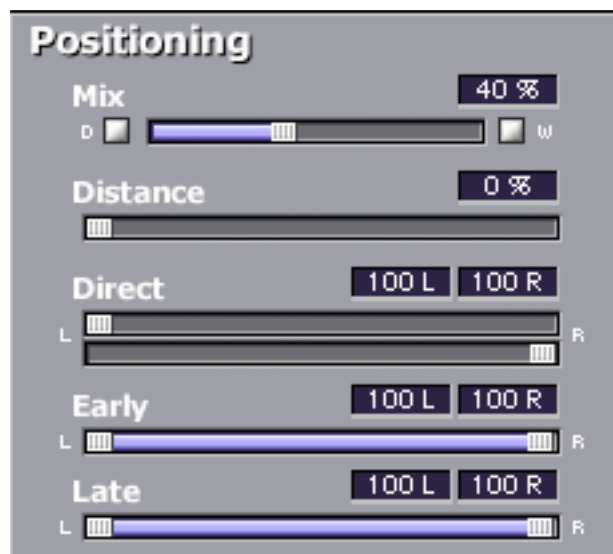 Positioning
Mix 40 %
D W
Distance 0 %
Direct 100 L 100 R
L R
Early 100 L 100 R
L R
Late 100 L 100 R
L R